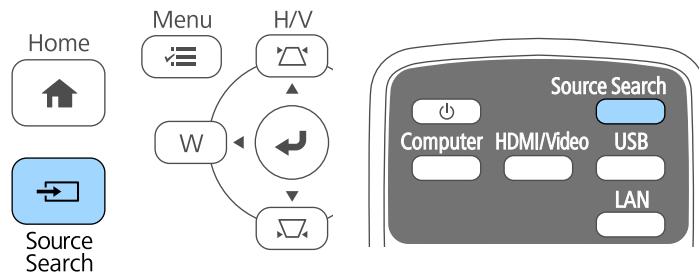 Home
Menu
H/V
W
Source
Search
Source Search
Computer HDMI/Video USB
LAN